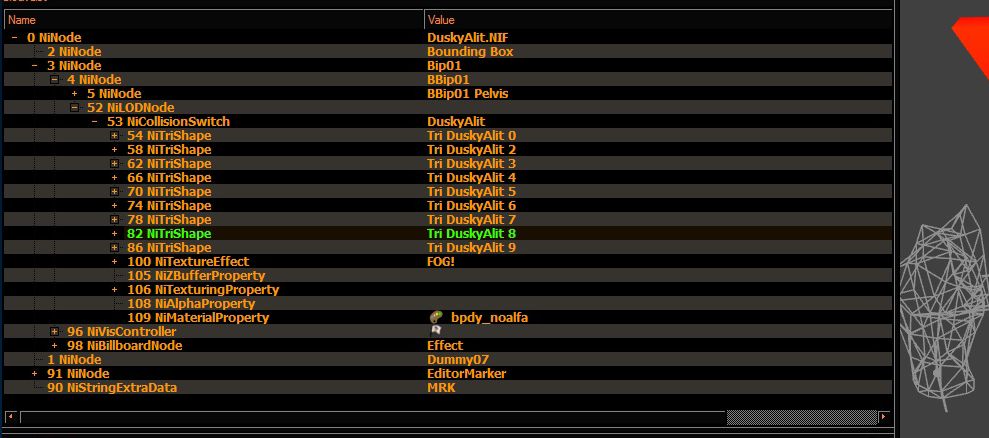 Name Value
0 NiNode DuskyAlit.NIF
2 NiNode Bounding Box
3 NiNode Bip01
4 NiNode BBip01
5 NiNode BBip01 Pelvis
52 NiLODNode
53 NiCollisionSwitch DuskyAlit
54 NiTriShape Tri DuskyAlit 0
58 NiTriShape Tri DuskyAlit 2
62 NiTriShape Tri DuskyAlit 3
66 NiTriShape Tri DuskyAlit 4
70 NiTriShape Tri DuskyAlit 5
74 NiTriShape Tri DuskyAlit 6
78 NiTriShape Tri DuskyAlit 7
82 NiTriShape Tri DuskyAlit 8
86 NiTriShape Tri DuskyAlit 9
100 NiTextureEffect FOG!
105 NiZBufferProperty
106 NiTexturingProperty
108 NiAlphaProperty
109 NiMaterialProperty bpdy_noalfa
96 NiVisController
98 NiBillboardNode Effect
1 NiNode Dummy07
91 NiNode EditorMarker
90 NiStringExtraData MRK